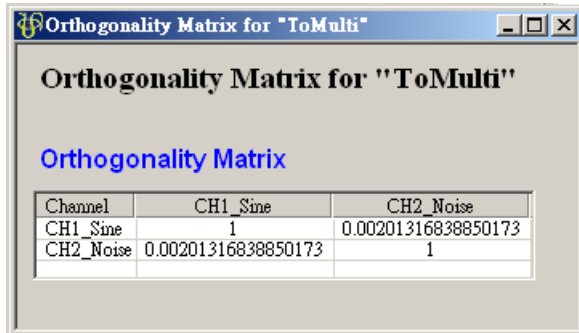 Orthogonality Matrix for "ToMulti"
Orthogonality Matrix for "ToMulti"
Orthogonality Matrix
Channel CH1_Sine CH2_Noise
CH1_Sine 1 0.00201316838850173
CH2_Noise 0.00201316838850173 1